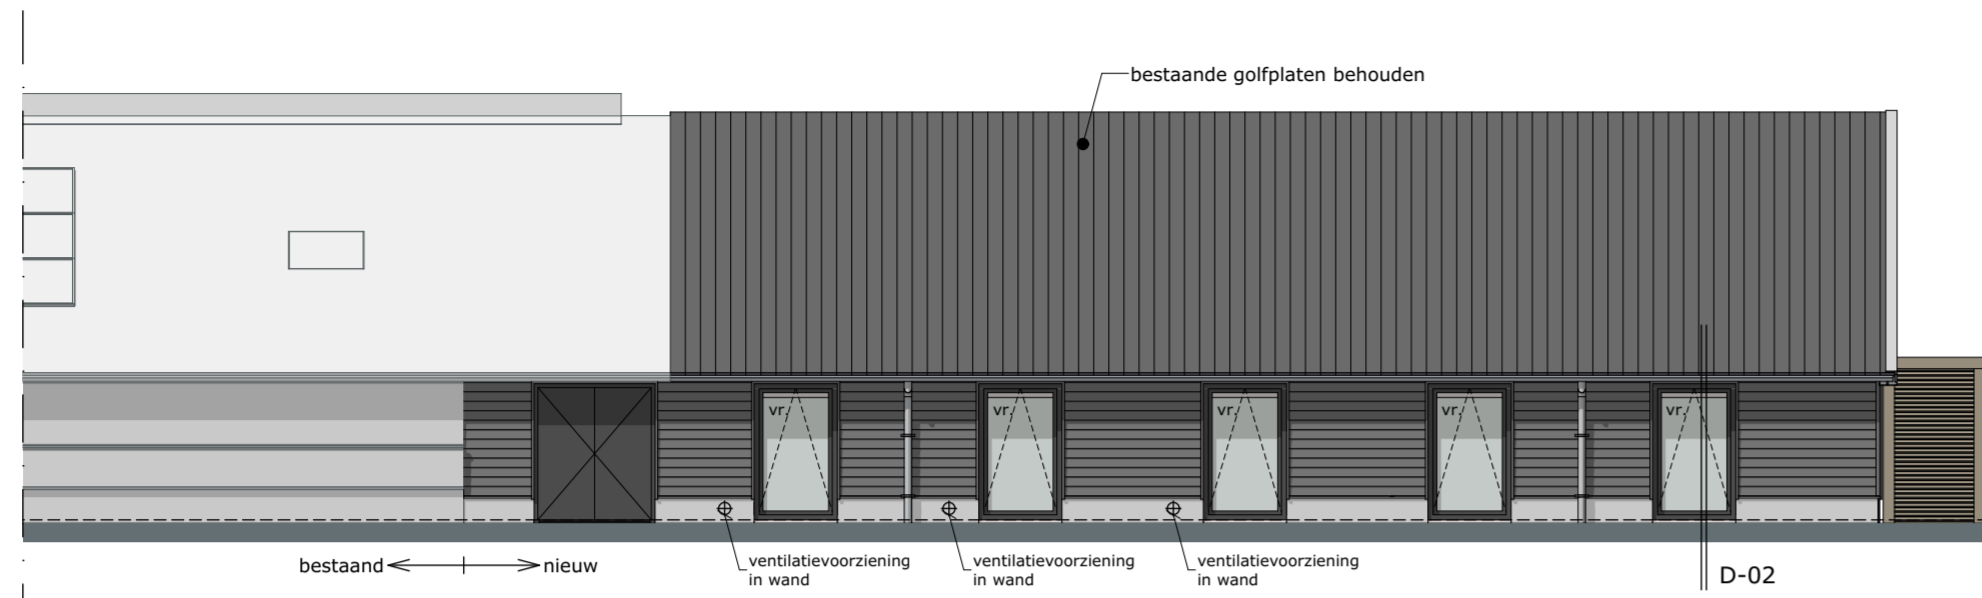 bestaande golfplaten behouden
vr. vr. vr. vr. vr.
bestaand nieuw
ventilatievoorziening
in wand
ventilatievoorziening
in wand
ventilatievoorziening
in wand
D-02